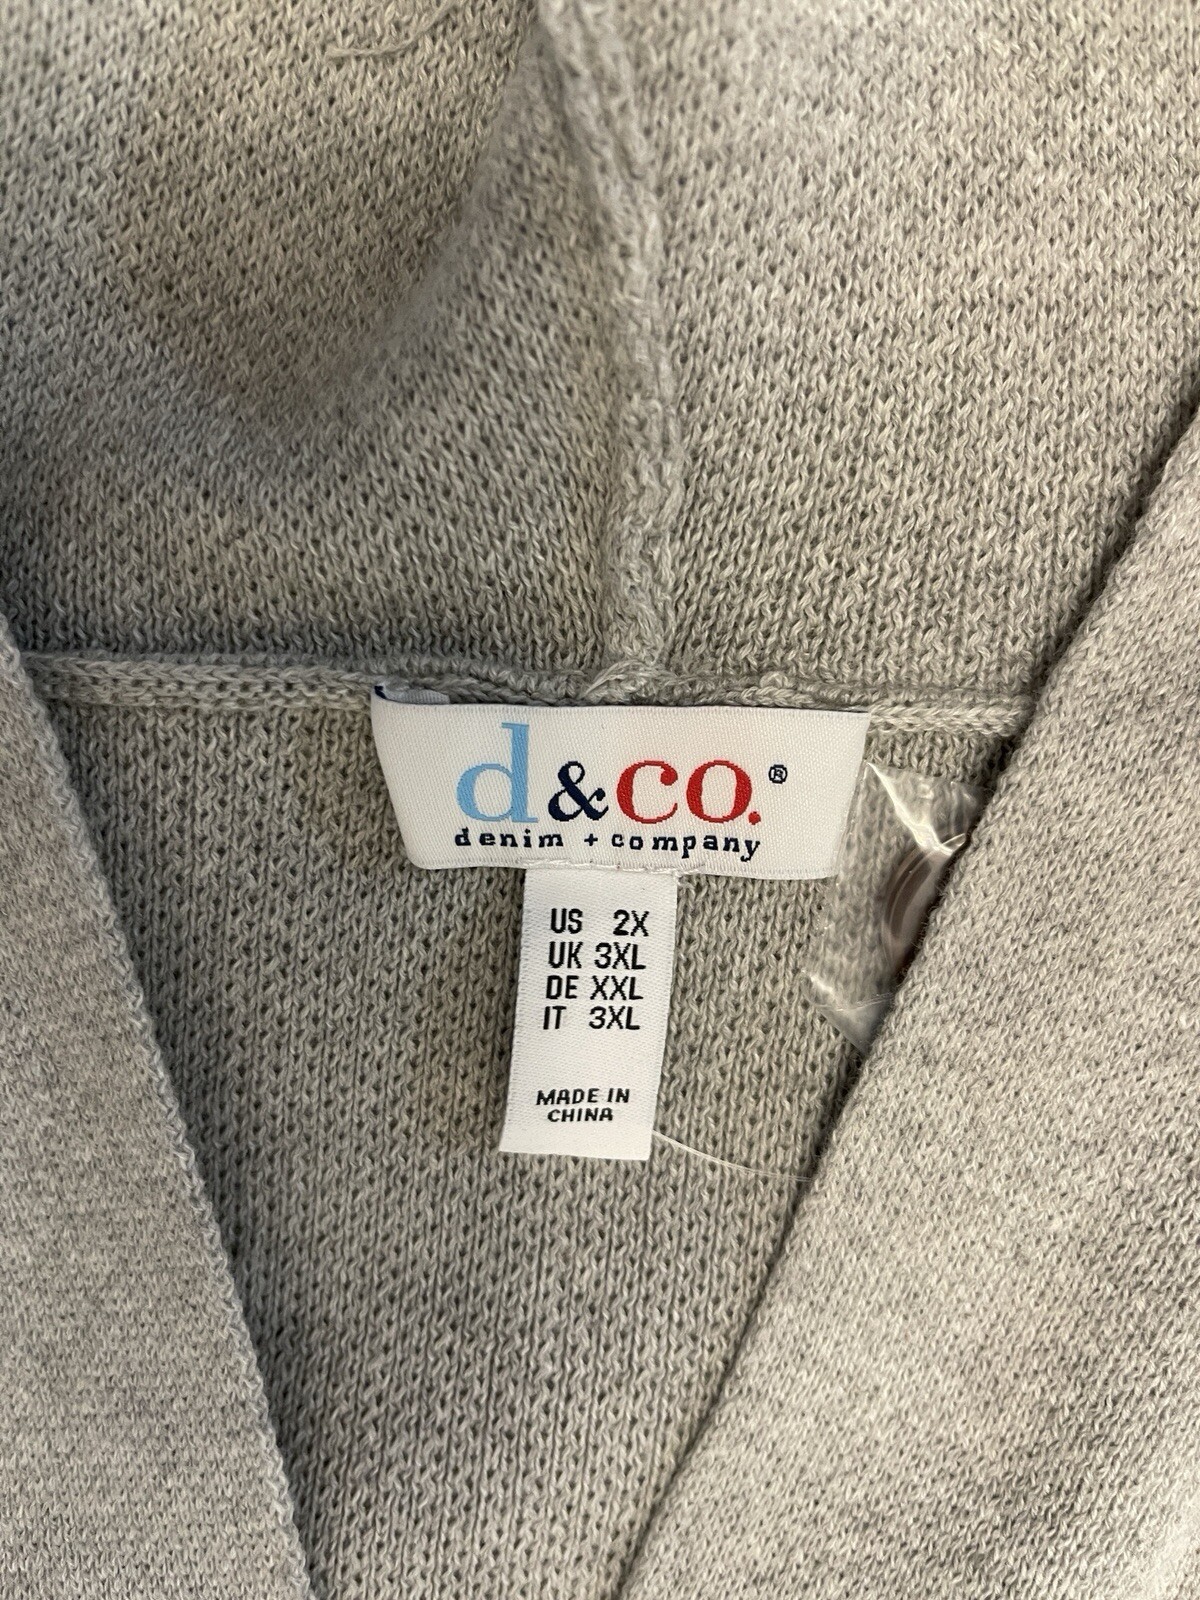 d&co.®
denim + company
US 2X
UK 3XL
DE XXL
IT 3XL
MADE IN
CHINA